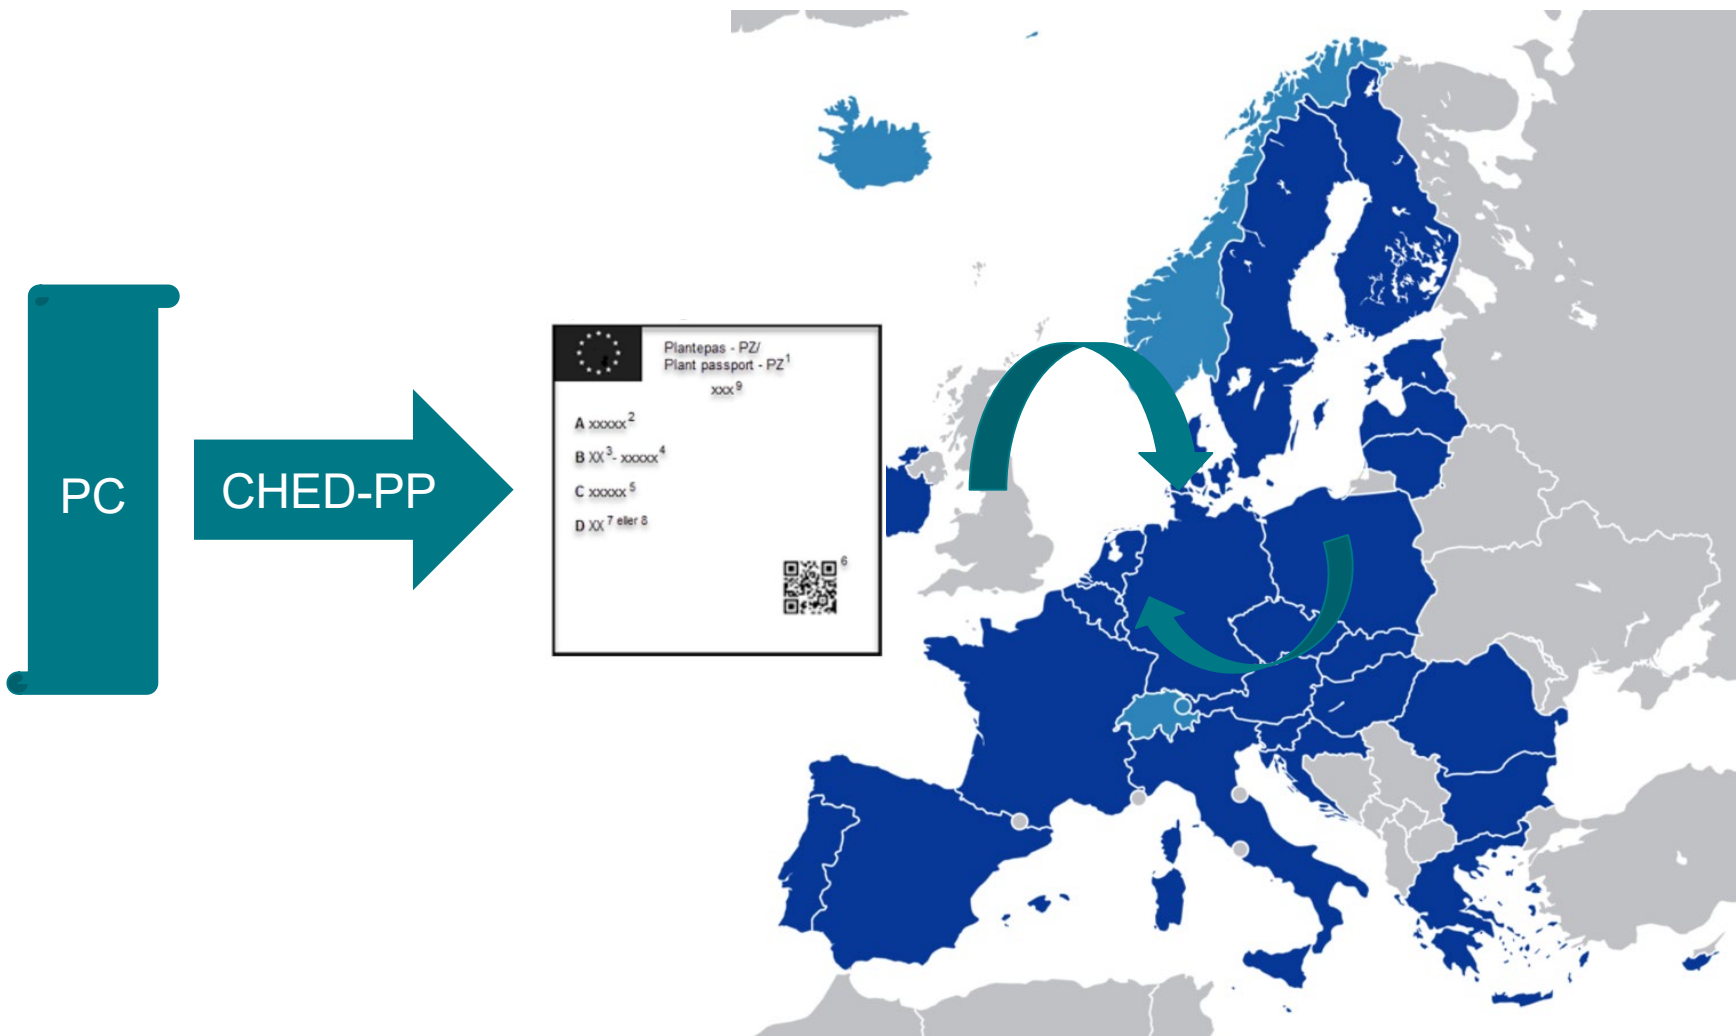 PC
CHED-PP
Plantepas - PZ/
Plant passport - PZ1
xxx9
A xxxxx2
B XX3- xxxxx4
C xxxxx5
D XX7 eller 8
6